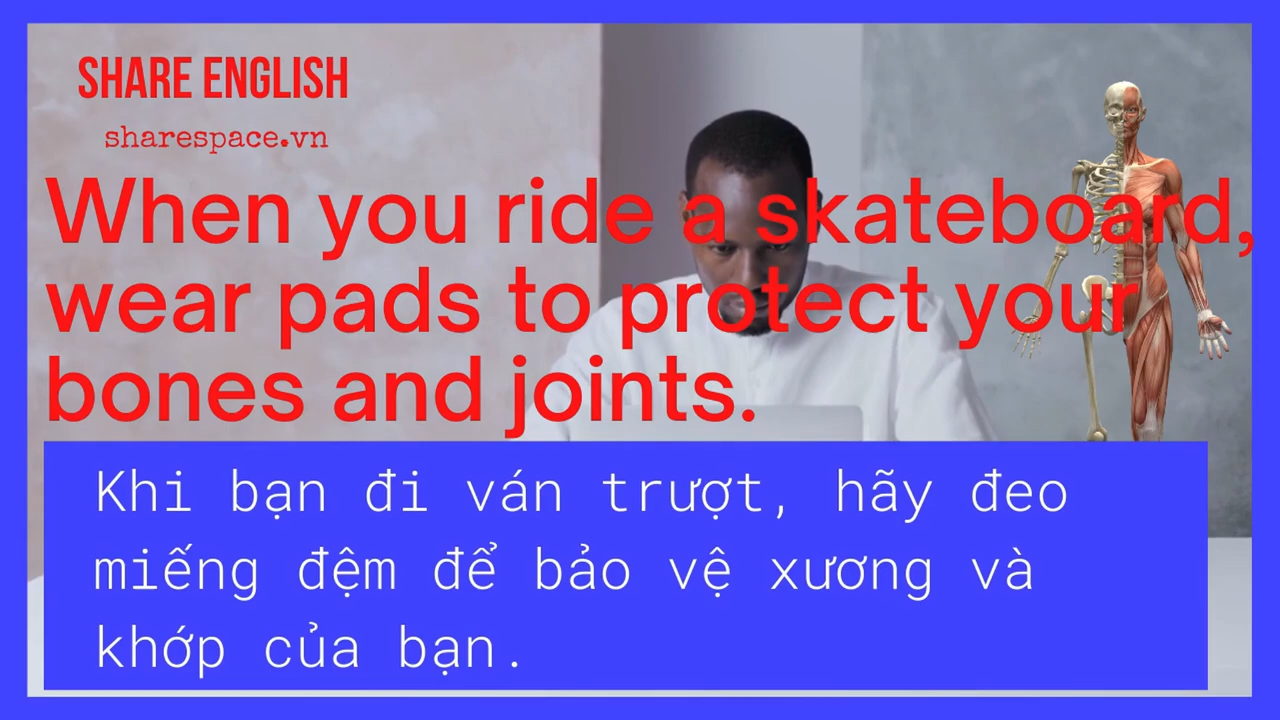 SHARE ENGLISH
sharespace.vn
When you ride a skateboard,
wear pads to protect your
bones and joints.
Khi bạn đi ván trượt, hãy đeo
miếng đệm để bảo vệ xương và
khớp của bạn.